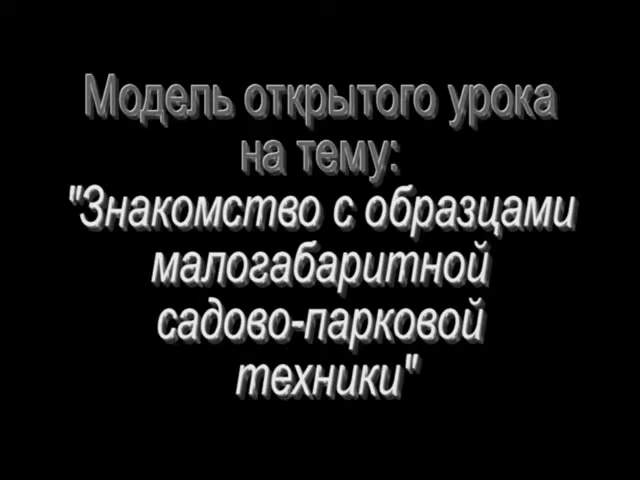 Модель открытого урока
на тему:
"Знакомство с образцами
малогабаритной
садово-парковой
техники"